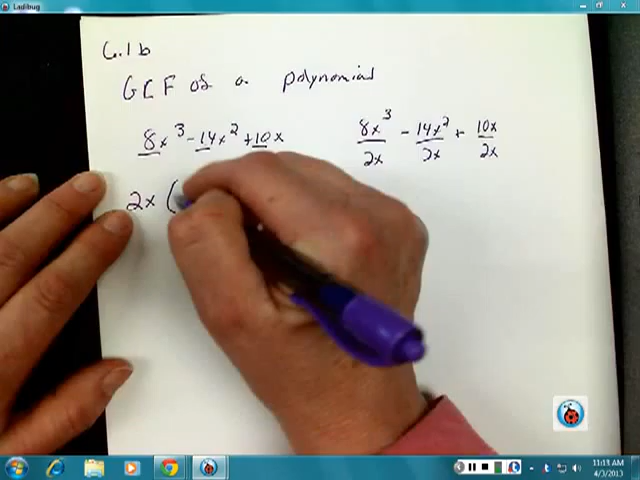 Ladibug
6.1b
GCF of a polynomial
8x³ - 14x² + 10x
8x³/2x - 14x²/2x + 10x/2x
2x (
11:13 AM
4/3/2013